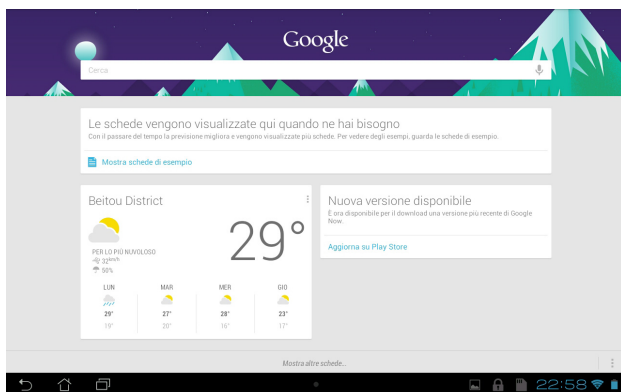 Google
Cerca
Le schede vengono visualizzate qui quando ne hai bisogno
Con il passare del tempo la previsione migliora e vengono visualizzate più schede. Per vedere degli esempi, guarda le schede di esempio.
Mostra schede di esempio
Beitou District
29°
PER LO PIÙ NUVOLOSO
32km/h
58%
LUN MAR MER GIO
29° 27° 28° 23°
19° 20° 16° 17°
Nuova versione disponibile
È ora disponibile per il download una versione più recente di Google
Now.
Aggiorna su Play Store
Mostra altre schede...
22:58